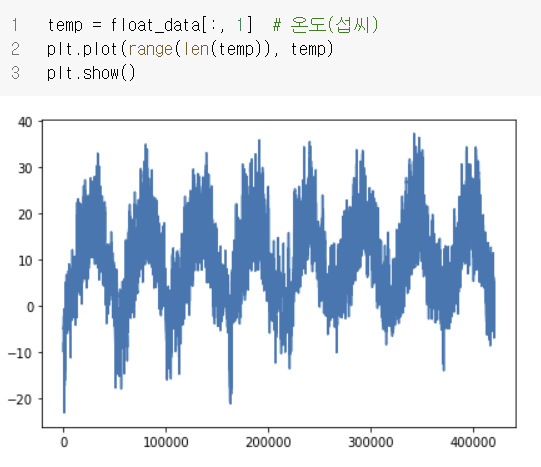 1 temp = float_data[:, 1]  # 온도(섭씨)
2 plt.plot(range(len(temp)), temp)
3 plt.show()
40
30
20
10
0
−10
−20
0 100000 200000 300000 400000